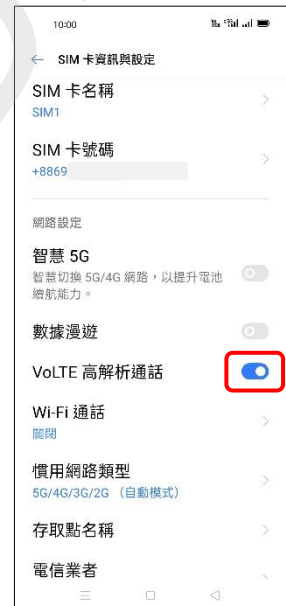 10:00
SIM 卡資訊與設定
SIM 卡名稱
SIM1
SIM 卡號碼
+8869
網路設定
智慧 5G
智慧切換 5G/4G 網路，以提升電池
續航能力。
數據漫遊
VoLTE 高解析通話
Wi-Fi 通話
關閉
慣用網路類型
5G/4G/3G/2G （自動模式）
存取點名稱
電信業者